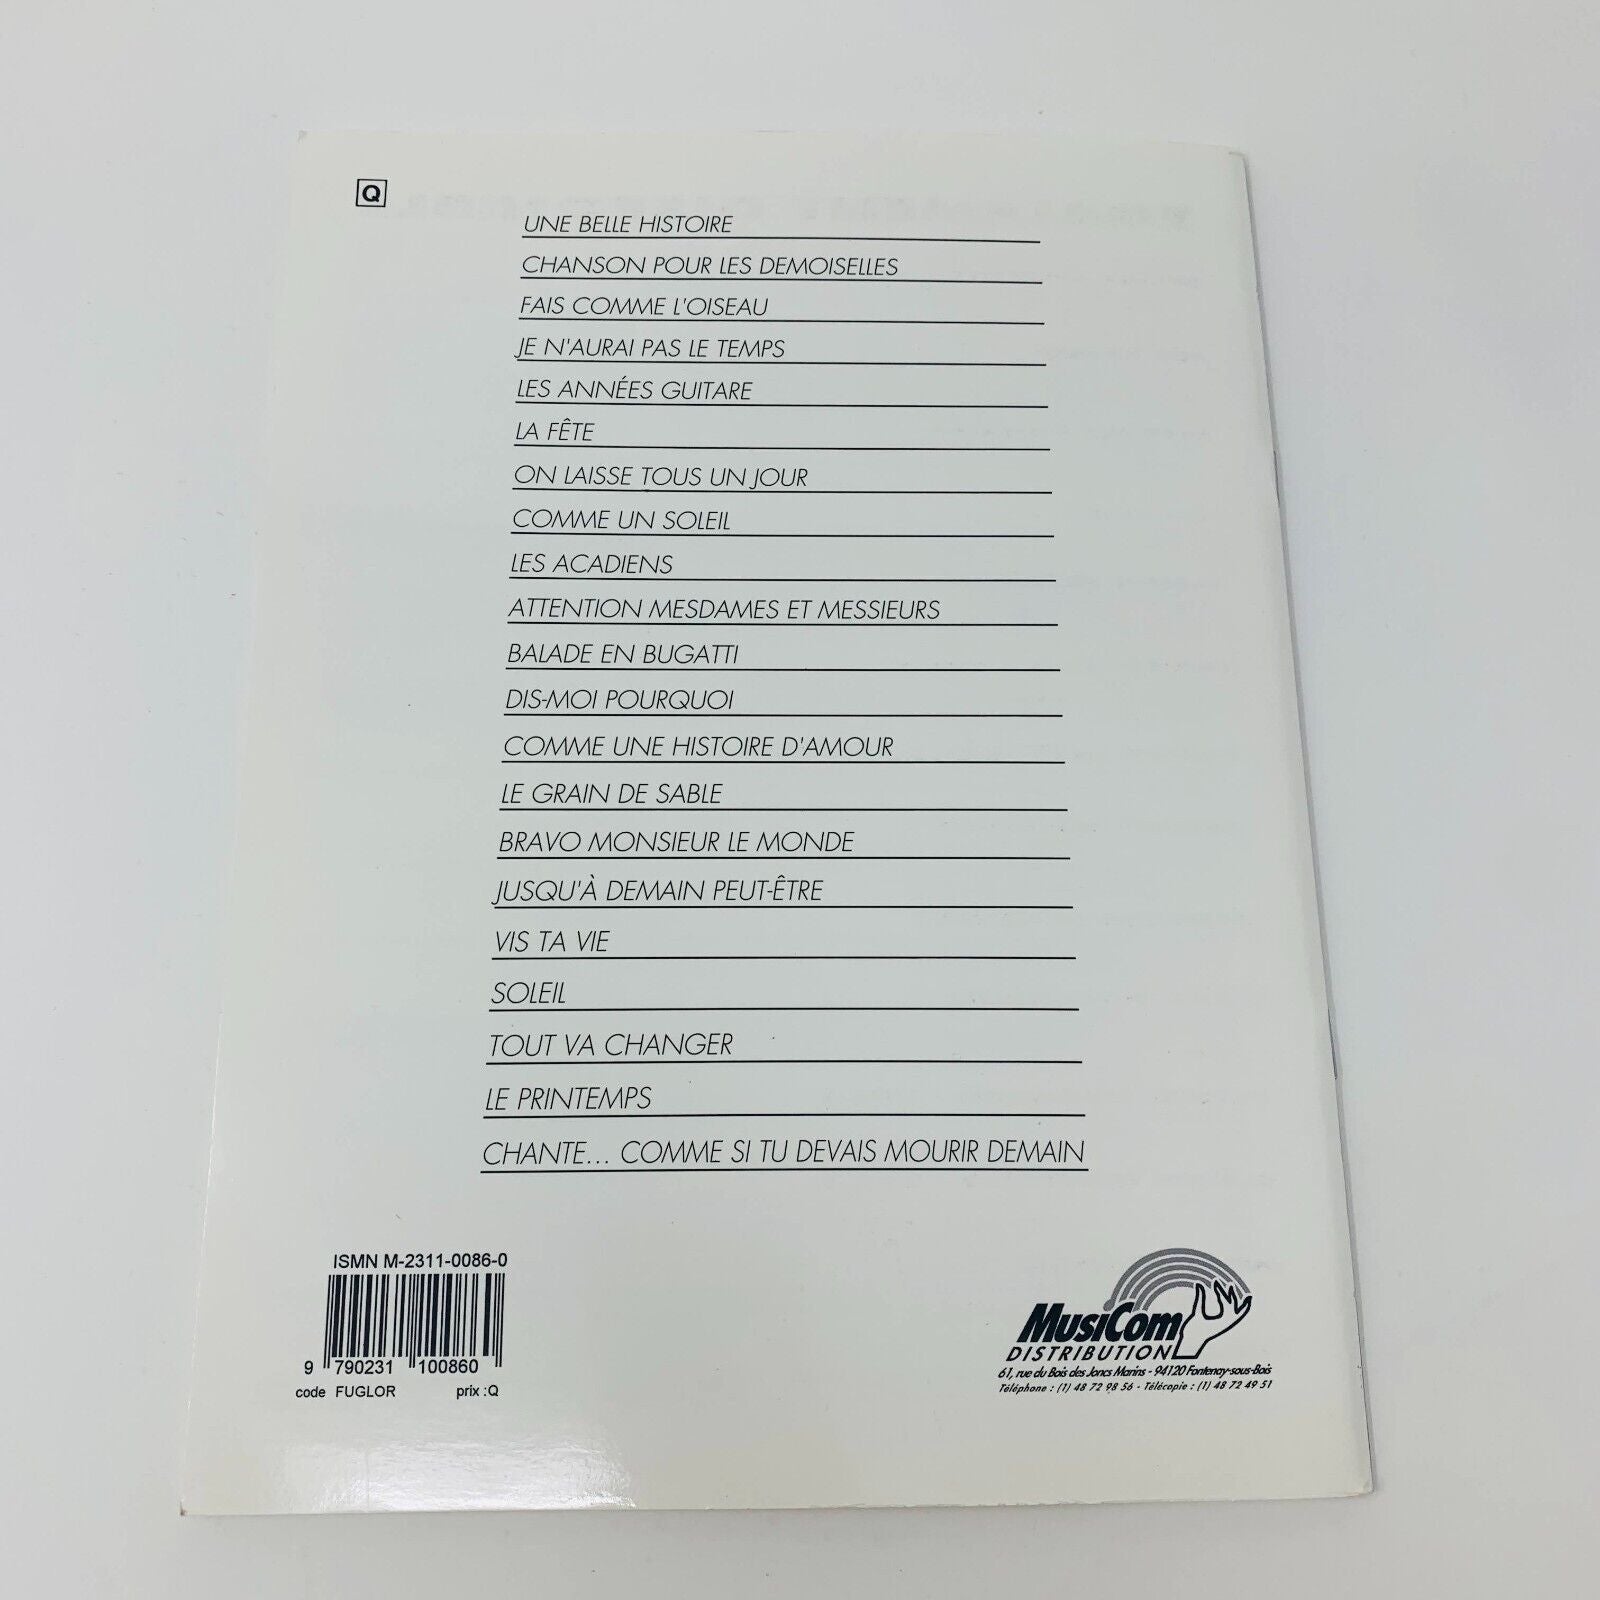 Q
UNE BELLE HISTOIRE
CHANSON POUR LES DEMOISELLES
FAIS COMME L'OISEAU
JE N'AURAI PAS LE TEMPS
LES ANNÉES GUITARE
LA FÊTE
ON LAISSE TOUS UN JOUR
COMME UN SOLEIL
LES ACADIENS
ATTENTION MESDAMES ET MESSIEURS
BALADE EN BUGATTI
DIS-MOI POURQUOI
COMME UNE HISTOIRE D'AMOUR
LE GRAIN DE SABLE
BRAVO MONSIEUR LE MONDE
JUSQU'À DEMAIN PEUT-ÊTRE
VIS TA VIE
SOLEIL
TOUT VA CHANGER
LE PRINTEMPS
CHANTE... COMME SI TU DEVAIS MOURIR DEMAIN
ISMN M-2311-0086-0
9 790231 100860
code FUGLOR prix :Q
MusiCom
DISTRIBUTION
61, rue du Bois des Joncs Marins - 94120 Fontenay-sous-Bois
Téléphone : (1) 48 72 98 56 - Télécopie : (1) 48 72 49 51